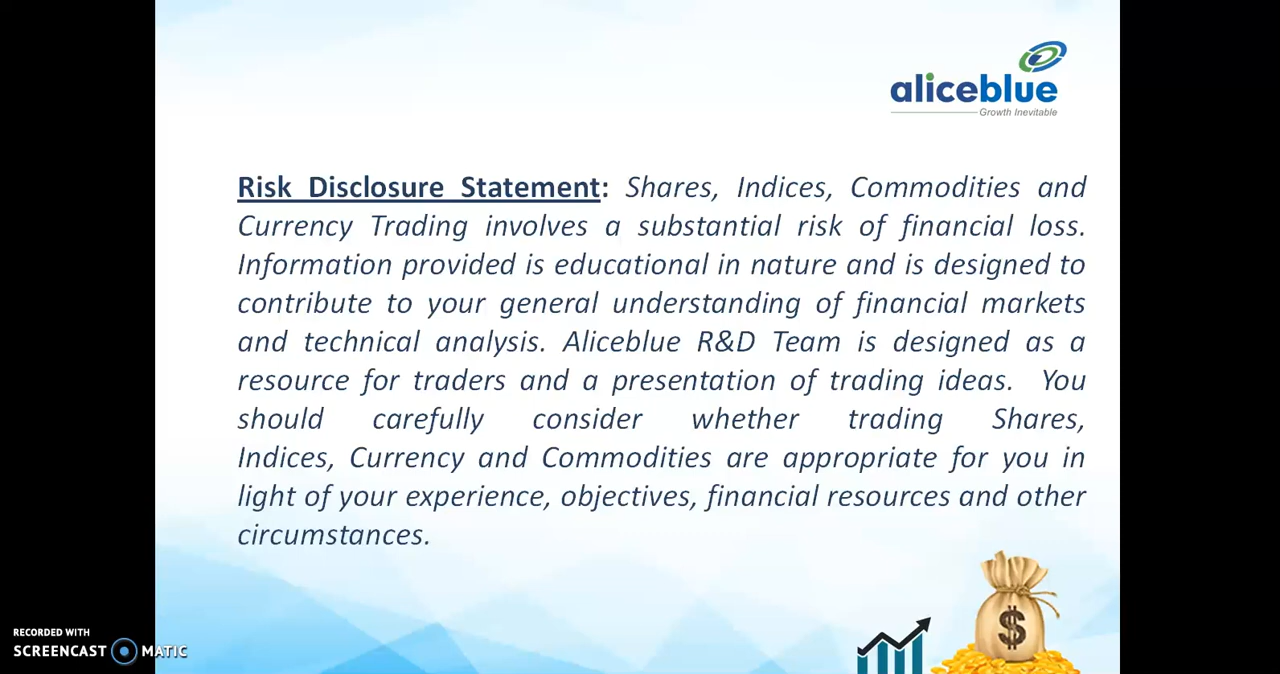 aliceblue
Growth Inevitable
Risk Disclosure Statement: Shares, Indices, Commodities and
Currency Trading involves a substantial risk of financial loss.
Information provided is educational in nature and is designed to
contribute to your general understanding of financial markets
and technical analysis. Aliceblue R&D Team is designed as a
resource for traders and a presentation of trading ideas. You
should carefully consider whether trading Shares,
Indices, Currency and Commodities are appropriate for you in
light of your experience, objectives, financial resources and other
circumstances.
$
RECORDED WITH
SCREENCAST MATIC